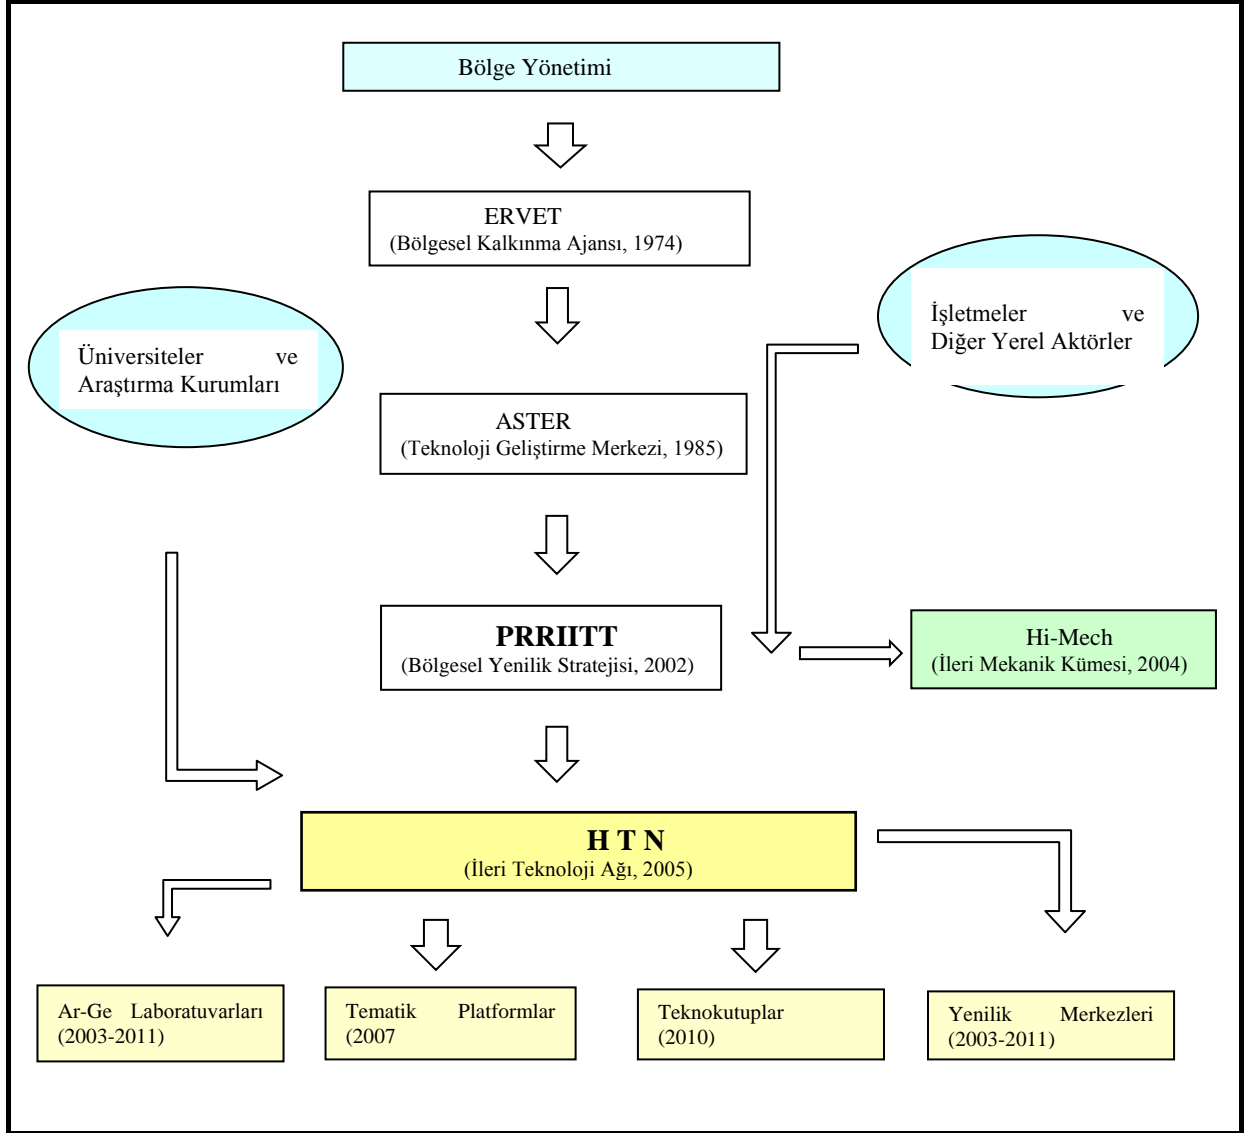 Bölge Yönetimi
ERVET
(Bölgesel Kalkınma Ajansı, 1974)
İşletmeler ve
Diğer Yerel Aktörler
Üniversiteler ve
Araştırma Kurumları
ASTER
(Teknoloji Geliştirme Merkezi, 1985)
PRRIITT
(Bölgesel Yenilik Stratejisi, 2002)
Hi-Mech
(İleri Mekanik Kümesi, 2004)
H T N
(İleri Teknoloji Ağı, 2005)
Ar-Ge Laboratuvarları
(2003-2011)
Tematik Platformlar
(2007
Teknokutuplar
(2010)
Yenilik Merkezleri
(2003-2011)